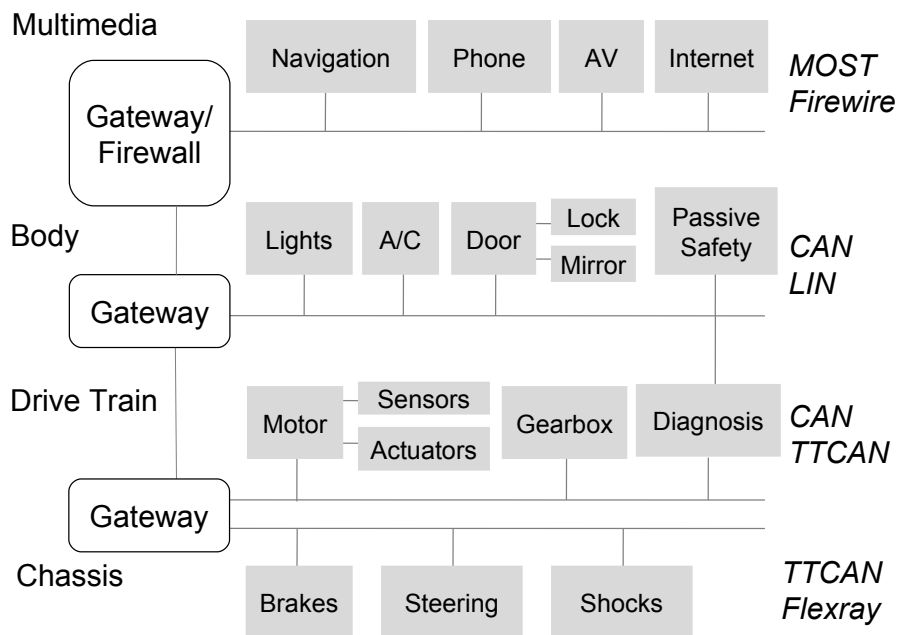 Multimedia
Navigation
Phone
AV
Internet
MOST
Firewire
Gateway/
Firewall
Body
Lights
A/C
Door
Lock
Mirror
Passive
Safety
CAN
LIN
Gateway
Drive Train
Motor
Sensors
Actuators
Gearbox
Diagnosis
CAN
TTCAN
Gateway
Chassis
Brakes
Steering
Shocks
TTCAN
Flexray